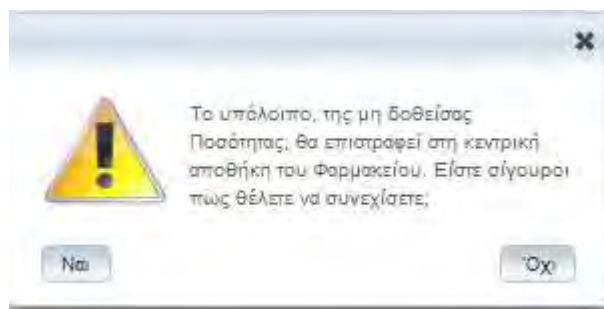 Το υπόλοιπο, της μη δοθείσας
Ποσότητας, θα επιστραφεί στη κεντρική
αποθήκη του Φαρμακείου. Είστε σίγουροι
πως θέλετε να συνεχίσετε;
Ναι Όχι